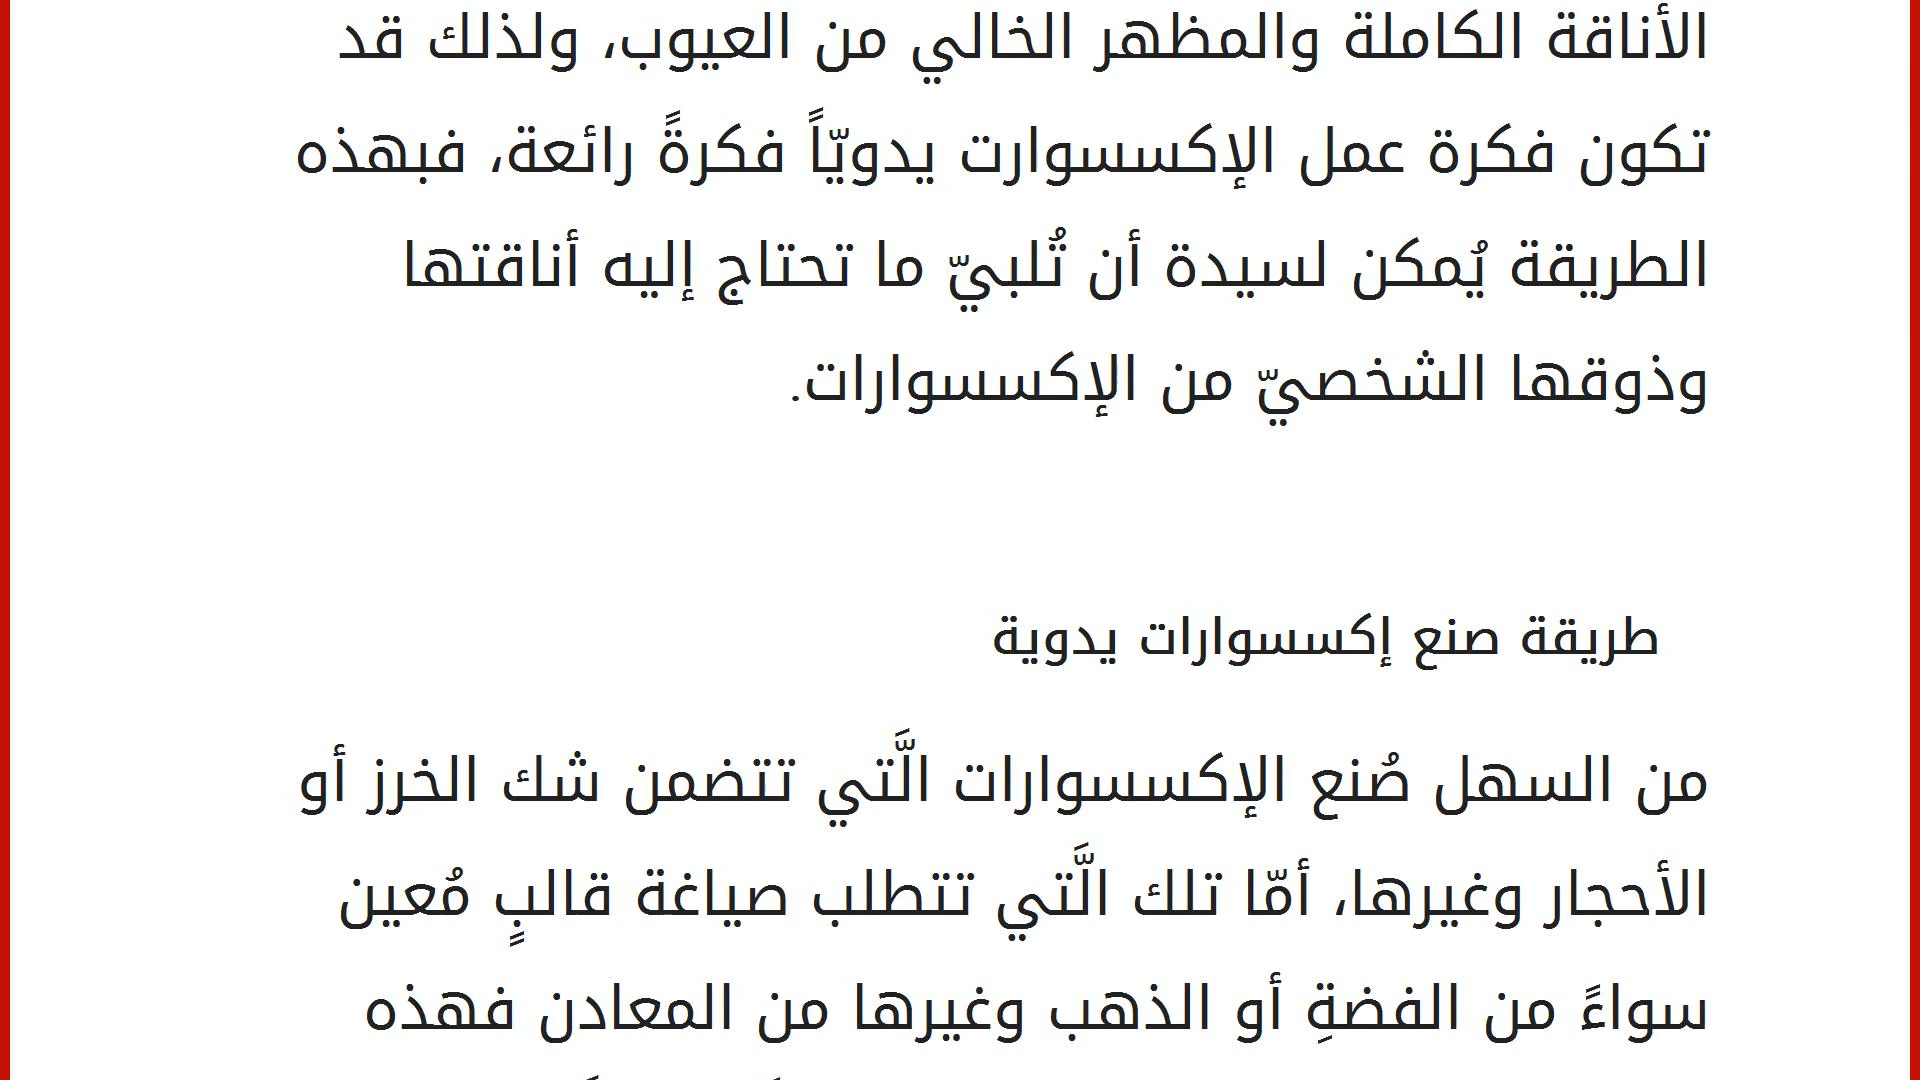 الأناقة الكاملة والمظهر الخالي من العيوب، ولذلك قد
تكون فكرة عمل الإكسسوارت يدويّاً فكرةً رائعة، فبهذه
الطريقة يُمكن لسيدة أن تُلبيّ ما تحتاج إليه أناقتها
وذوقها الشخصيّ من الإكسسوارات.
طريقة صنع إكسسوارات يدوية
من السهل صُنع الإكسسوارات الَّتي تتضمن شك الخرز أو
الأحجار وغيرها، أمّا تلك الَّتي تتطلب صياغة قالبٍ مُعين
سواءً من الفضةِ أو الذهب وغيرها من المعادن فهذه